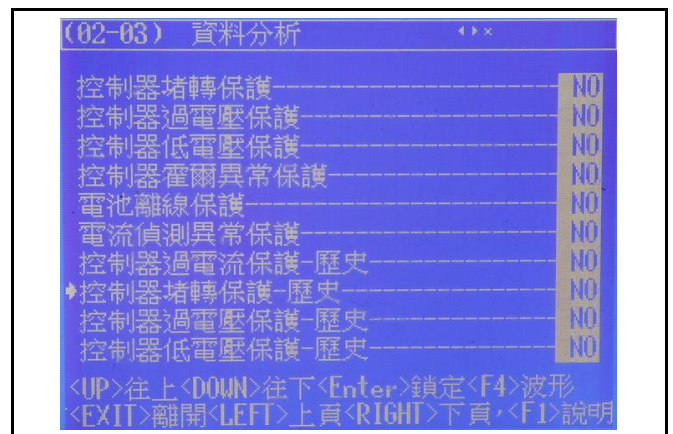 (02-03) 資料分析
控制器堵轉保護--------------------NO
控制器過電壓保護------------------NO
控制器低電壓保護------------------NO
控制器霍爾異常保護----------------NO
電池離線保護----------------------NO
電流偵測異常保護------------------NO
控制器過電流保護-歷史-------------NO
控制器堵轉保護-歷史---------------NO
控制器過電壓保護-歷史-------------NO
控制器低電壓保護-歷史-------------NO
<UP>往上<DOWN>往下<Enter>鎖定<F4>波形
<EXIT>離開<LEFT>上頁<RIGHT>下頁,<F1>說明